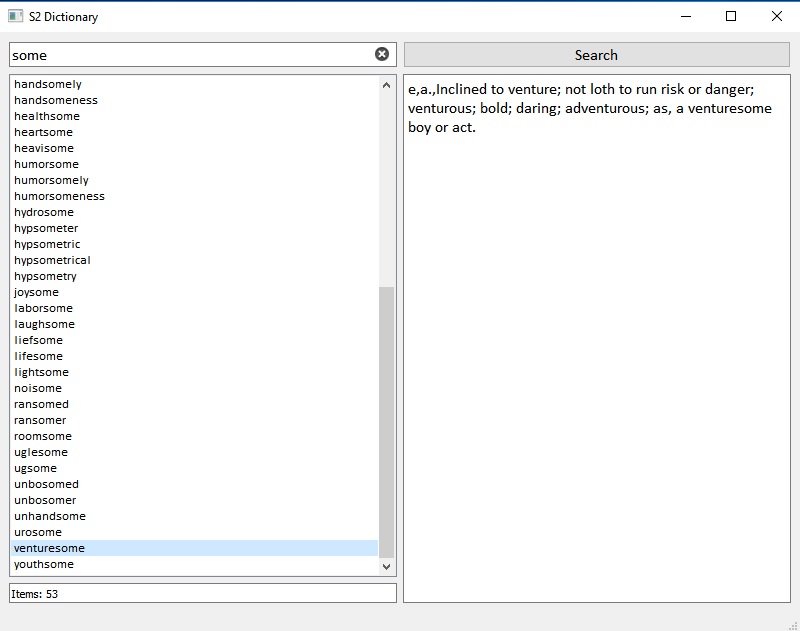 S2 Dictionary
some
Search
handsomely
handsomeness
healthsome
heartsome
heavisome
humorsome
humorsomely
humorsomeness
hydrosome
hypsometer
hypsometric
hypsometrical
hypsometry
joysome
laborsome
laughsome
liefsome
lifesome
lightsome
noisome
ransomed
ransomer
roomsome
uglesome
ugsome
unbosomed
unbosomer
unhandsome
urosome
venturesome
youthsome
Items: 53
e,a.,Inclined to venture; not loth to run risk or danger;
venturous; bold; daring; adventurous; as, a venturesome
boy or act.